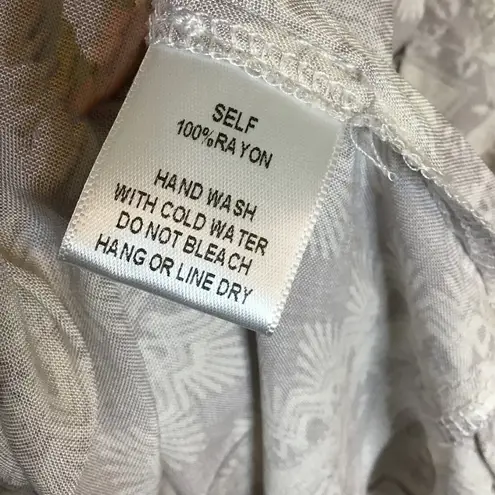 SELF
100%RAYON
HAND WASH
WITH COLD WATER
DO NOT BLEACH
HANG OR LINE DRY